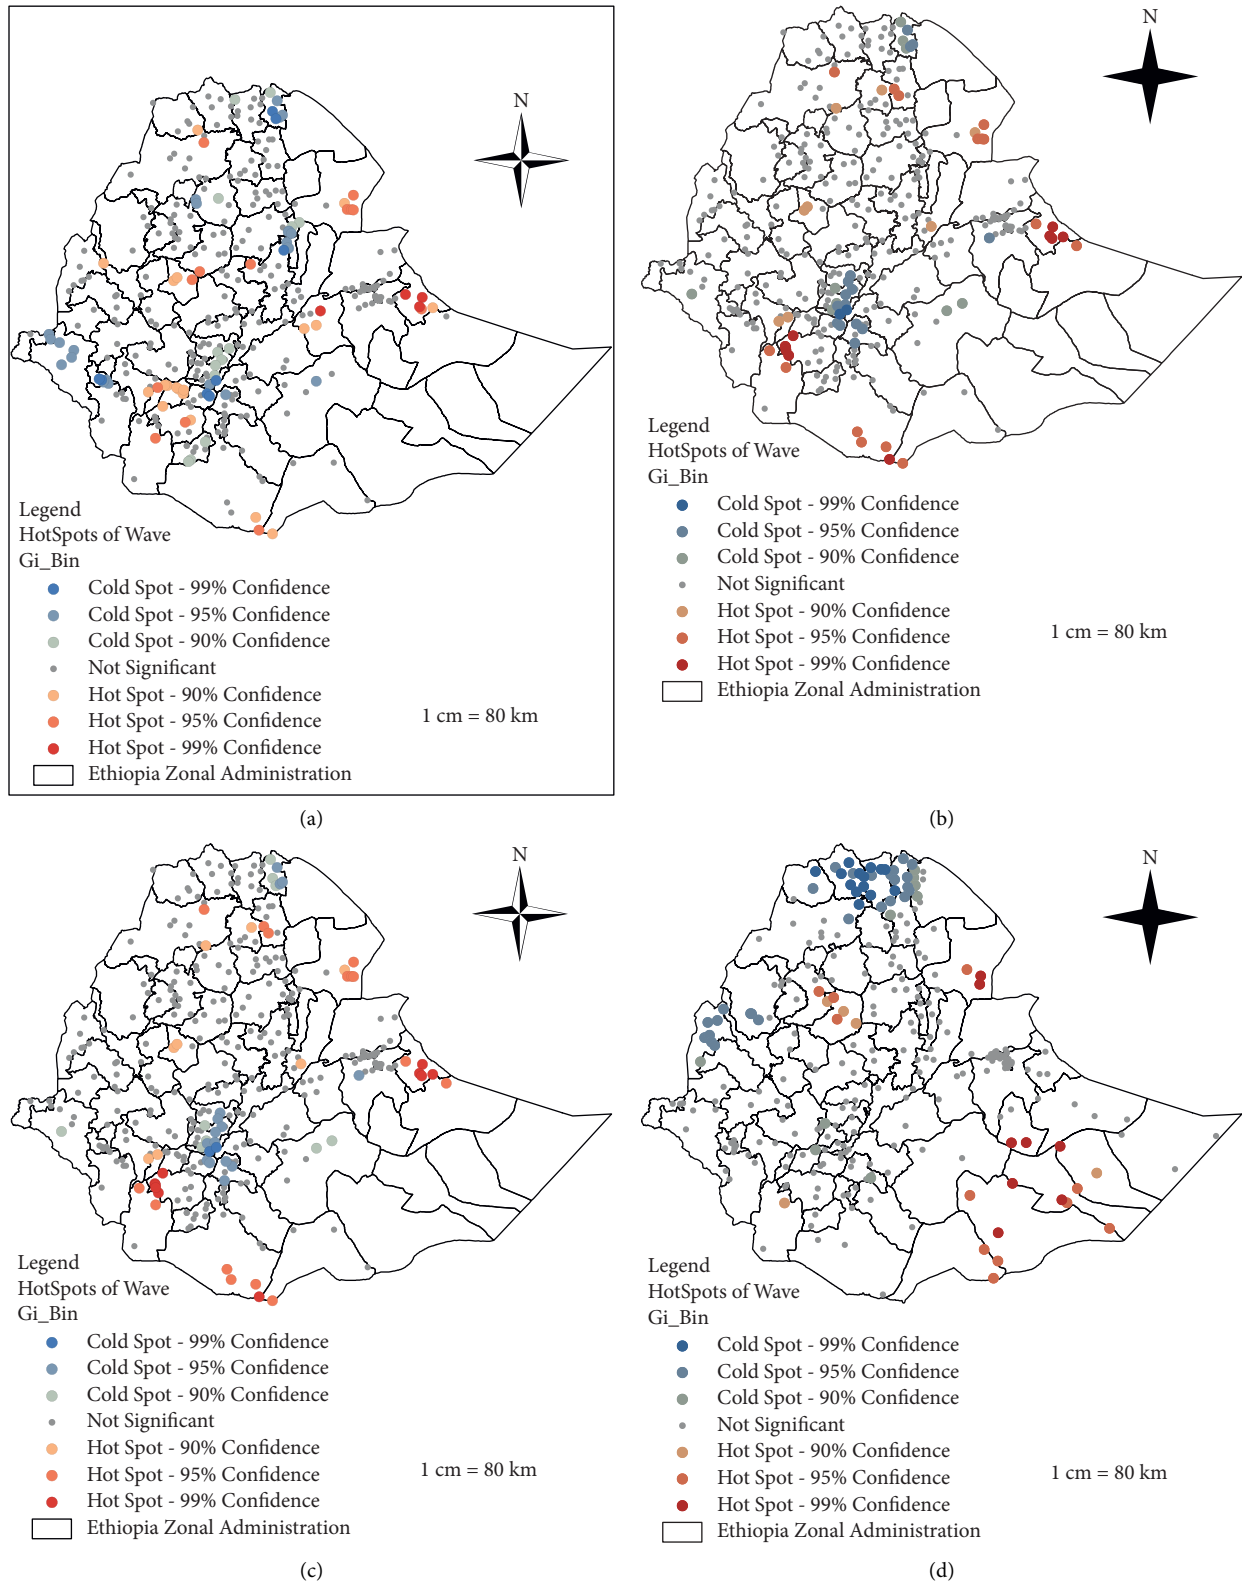 N
Legend
HotSpots of Wave
Gi_Bin
Cold Spot - 99% Confidence
Cold Spot - 95% Confidence
Cold Spot - 90% Confidence
Not Significant
Hot Spot - 90% Confidence
Hot Spot - 95% Confidence
Hot Spot - 99% Confidence
Ethiopia Zonal Administration
1 cm = 80 km
(a)
N
Legend
HotSpots of Wave
Gi_Bin
Cold Spot - 99% Confidence
Cold Spot - 95% Confidence
Cold Spot - 90% Confidence
Not Significant
Hot Spot - 90% Confidence
Hot Spot - 95% Confidence
Hot Spot - 99% Confidence
Ethiopia Zonal Administration
1 cm = 80 km
(b)
N
Legend
HotSpots of Wave
Gi_Bin
Cold Spot - 99% Confidence
Cold Spot - 95% Confidence
Cold Spot - 90% Confidence
Not Significant
Hot Spot - 90% Confidence
Hot Spot - 95% Confidence
Hot Spot - 99% Confidence
Ethiopia Zonal Administration
1 cm = 80 km
(c)
N
Legend
HotSpots of Wave
Gi_Bin
Cold Spot - 99% Confidence
Cold Spot - 95% Confidence
Cold Spot - 90% Confidence
Not Significant
Hot Spot - 90% Confidence
Hot Spot - 95% Confidence
Hot Spot - 99% Confidence
Ethiopia Zonal Administration
1 cm = 80 km
(d)